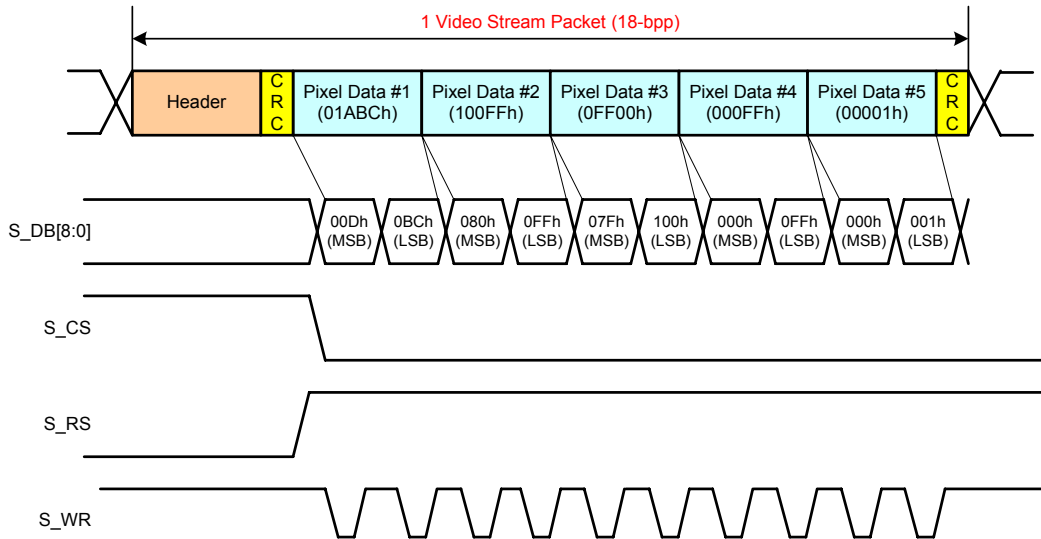 1 Video Stream Packet (18-bpp)
Header
C
R
C
Pixel Data #1
(01ABCh)
Pixel Data #2
(100FFh)
Pixel Data #3
(0FF00h)
Pixel Data #4
(000FFh)
Pixel Data #5
(00001h)
C
R
C
S_DB[8:0]
00Dh
(MSB)
0BCh
(LSB)
080h
(MSB)
0FFh
(LSB)
07Fh
(MSB)
100h
(LSB)
000h
(MSB)
0FFh
(LSB)
000h
(MSB)
001h
(LSB)
S_CS
S_RS
S_WR